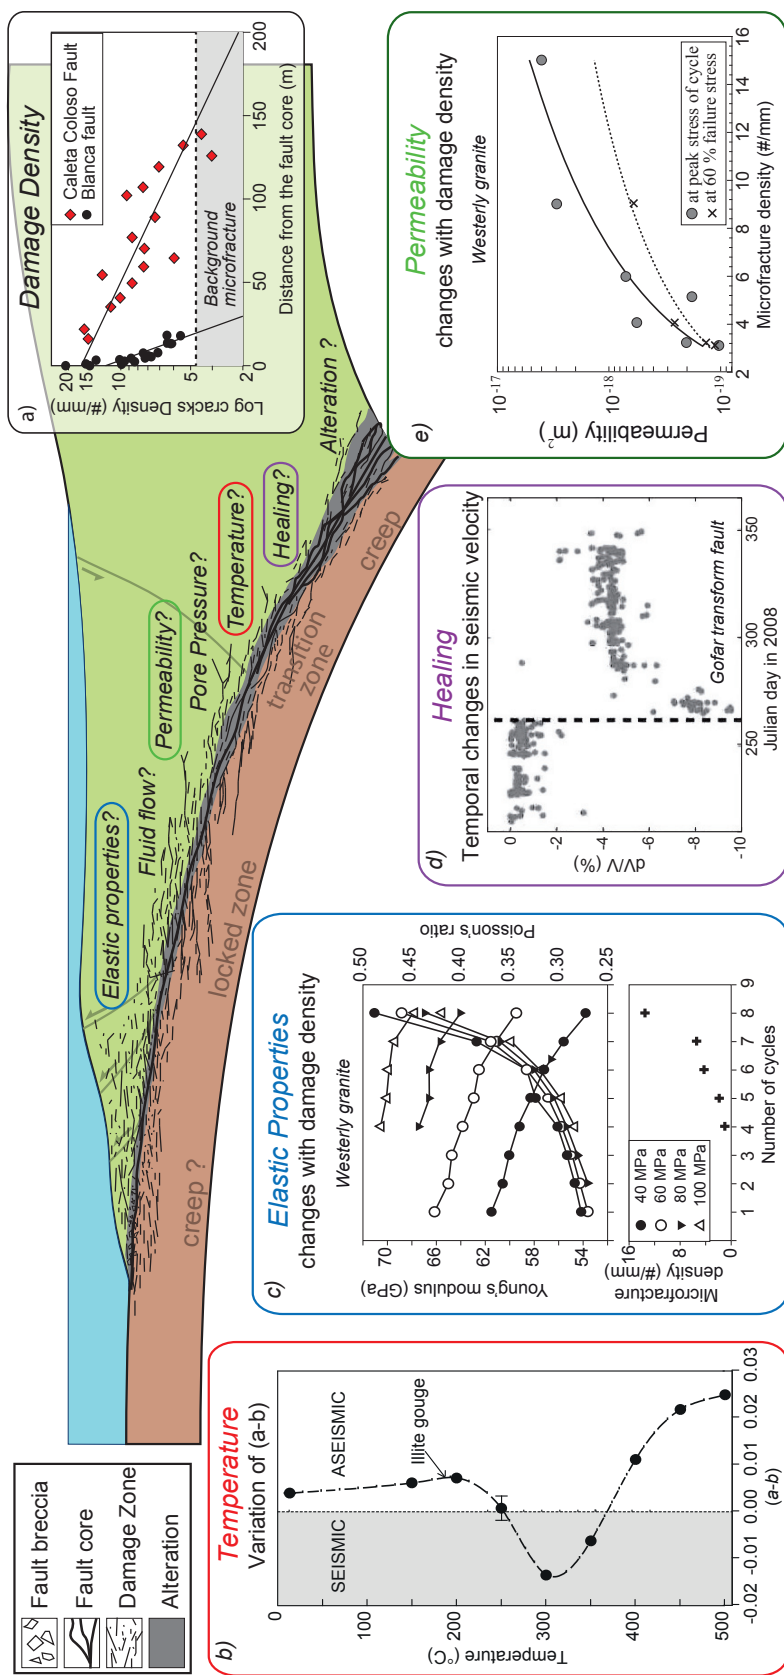 Fault breccia
Fault core
Damage Zone
Alteration
Elastic properties?
Fluid flow?
Permeability?
Pore Pressure?
Temperature?
Healing?
Alteration ?
creep ?
locked zone
transition
zone
creep
a)
Damage Density
Caleta Coloso Fault
Blanca fault
Background
microfracture
Log cracks Density (#/mm)
20
15
10
5
2
0
50
100
150
200
Distance from the fault core (m)
b)
Temperature
Variation of (a-b)
SEISMIC
ASEISMIC
Illite gouge
Temperature (°C)
0
100
200
300
400
500
-0.02
-0.01
0.00
0.01
0.02
0.03
(a-b)
c)
Elastic Properties
changes with damage density
Westerly granite
Young's modulus (GPa)
70
66
62
58
54
Poisson's ratio
0.50
0.45
0.40
0.35
0.30
0.25
Microfracture
density (#/mm)
16
8
0
40 MPa
60 MPa
80 MPa
100 MPa
1
2
3
4
5
6
7
8
9
Number of cycles
d)
Healing
Temporal changes in seismic velocity
dV/V (%)
0
-2
-4
-6
-8
-10
Gofar transform fault
250
300
350
Julian day in 2008
e)
Permeability
changes with damage density
Westerly granite
Permeability (m2)
10-17
10-18
10-19
at peak stress of cycle
at 60 % failure stress
2
4
6
8
10
12
14
16
Microfracture density (#/mm)